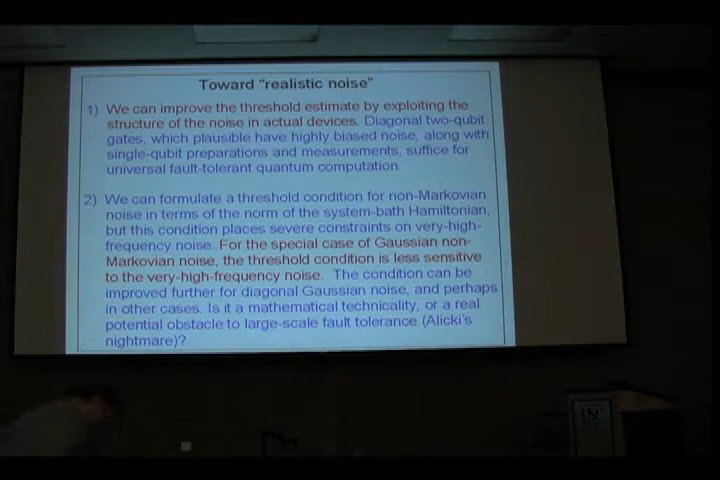 Toward "realistic noise"
1) We can improve the threshold estimate by exploiting the
structure of the noise in actual devices. Diagonal two-qubit
gates, which plausible have highly biased noise, along with
single-qubit preparations and measurements, suffice for
universal fault-tolerant quantum computation.
2) We can formulate a threshold condition for non-Markovian
noise in terms of the norm of the system-bath Hamiltonian,
but this condition places severe constraints on very-high-
frequency noise. For the special case of Gaussian non-
Markovian noise, the threshold condition is less sensitive
to the very-high-frequency noise. The condition can be
improved further for diagonal Gaussian noise, and perhaps
in other cases. Is it a mathematical technicality, or a real
potential obstacle to large-scale fault tolerance (Alicki's
nightmare)?